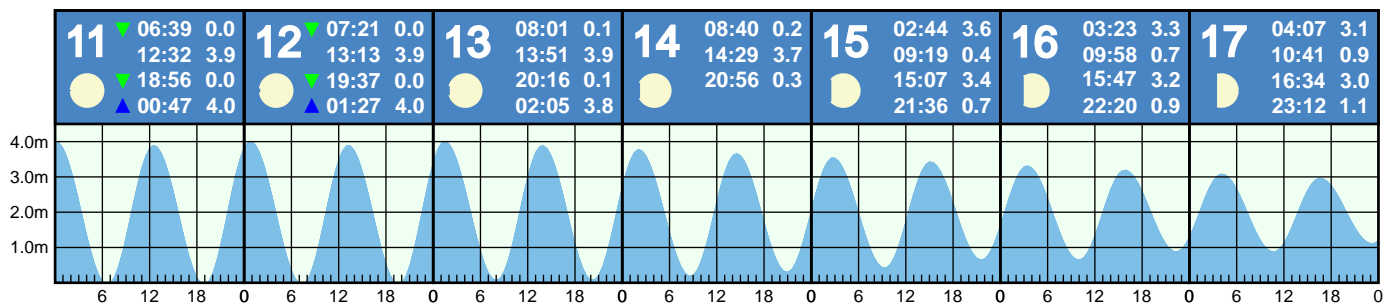 11
▼ 06:39 0.0
12:32 3.9
▼ 18:56 0.0
▲ 00:47 4.0
12
▼ 07:21 0.0
13:13 3.9
▼ 19:37 0.0
▲ 01:27 4.0
13
08:01 0.1
13:51 3.9
20:16 0.1
02:05 3.8
14
08:40 0.2
14:29 3.7
20:56 0.3
15
02:44 3.6
09:19 0.4
15:07 3.4
21:36 0.7
16
03:23 3.3
09:58 0.7
15:47 3.2
22:20 0.9
17
04:07 3.1
10:41 0.9
16:34 3.0
23:12 1.1
4.0m
3.0m
2.0m
1.0m
6 12 18 0 6 12 18 0 6 12 18 0 6 12 18 0 6 12 18 0 6 12 18 0 6 12 18 0